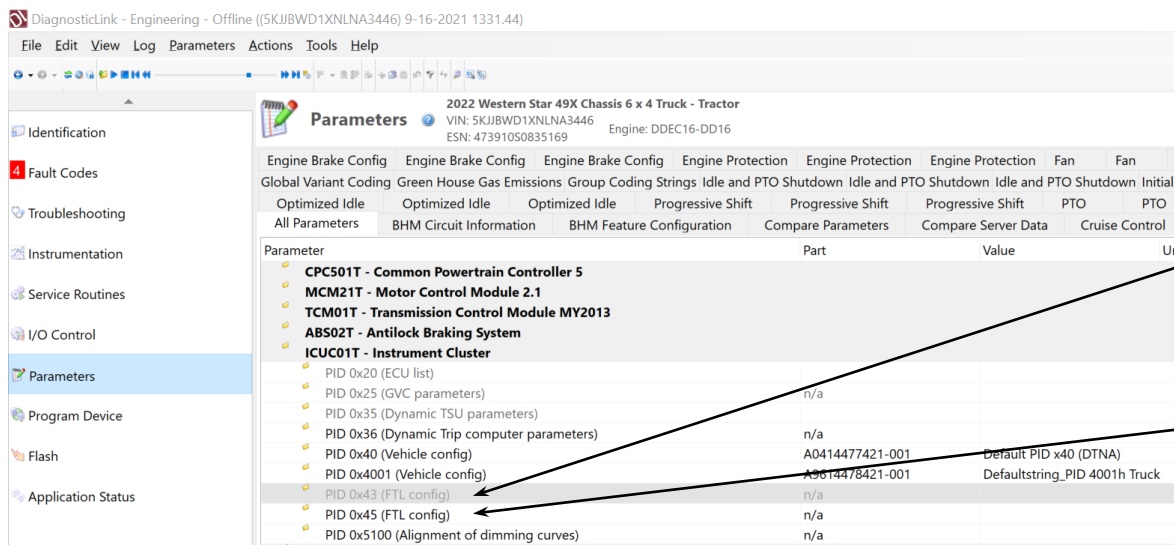 DiagnosticLink - Engineering - Offline ((5KJJBWD1XNLNA3446) 9-16-2021 1331.44)
File Edit View Log Parameters Actions Tools Help
Identification
4 Fault Codes
Troubleshooting
Instrumentation
Service Routines
I/O Control
Parameters
Program Device
Flash
Application Status
Parameters
2022 Western Star 49X Chassis 6 x 4 Truck - Tractor
VIN: 5KJJBWD1XNLNA3446
ESN: 473910S0835169
Engine: DDEC16-DD16
Engine Brake Config Engine Brake Config Engine Brake Config Engine Protection Engine Protection Engine Protection Fan Fan
Global Variant Coding Green House Gas Emissions Group Coding Strings Idle and PTO Shutdown Idle and PTO Shutdown Idle and PTO Shutdown Initial
Optimized Idle Optimized Idle Optimized Idle Progressive Shift Progressive Shift Progressive Shift PTO PTO
All Parameters BHM Circuit Information BHM Feature Configuration Compare Parameters Compare Server Data Cruise Control
Parameter Part Value
CPC501T - Common Powertrain Controller 5
MCM21T - Motor Control Module 2.1
TCM01T - Transmission Control Module MY2013
ABS02T - Antilock Braking System
ICUC01T - Instrument Cluster
PID 0x20 (ECU list)
PID 0x25 (GVC parameters) n/a
PID 0x35 (Dynamic TSU parameters)
PID 0x36 (Dynamic Trip computer parameters) n/a
PID 0x40 (Vehicle config) A0414477421-001 Default PID x40 (DTNA)
PID 0x4001 (Vehicle config) A9614478421-001 Defaultstring_PID 4001h Truck
PID 0x43 (FTL config) n/a
PID 0x45 (FTL config) n/a
PID 0x5100 (Alignment of dimming curves) n/a